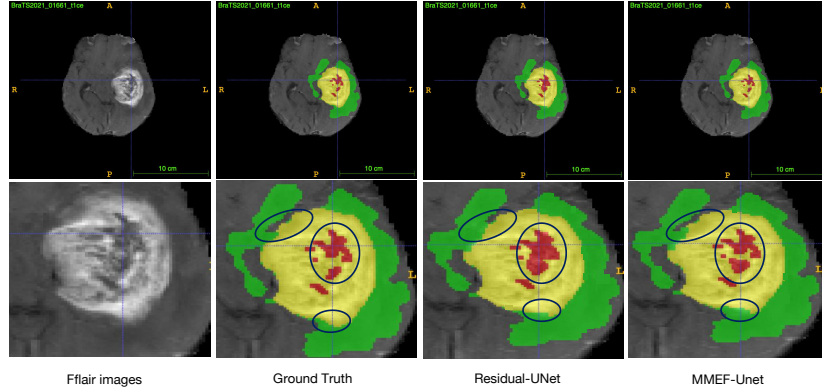 BraTS2021_01661_t1ce A BraTS2021_01661_t1ce A BraTS2021_01661_t1ce A BraTS2021_01661_t1ce A
R L R L R L R L
10 cm 10 cm 10 cm 10 cm
P P P P
L L L
Fflair images Ground Truth Residual-UNet MMEF-Unet